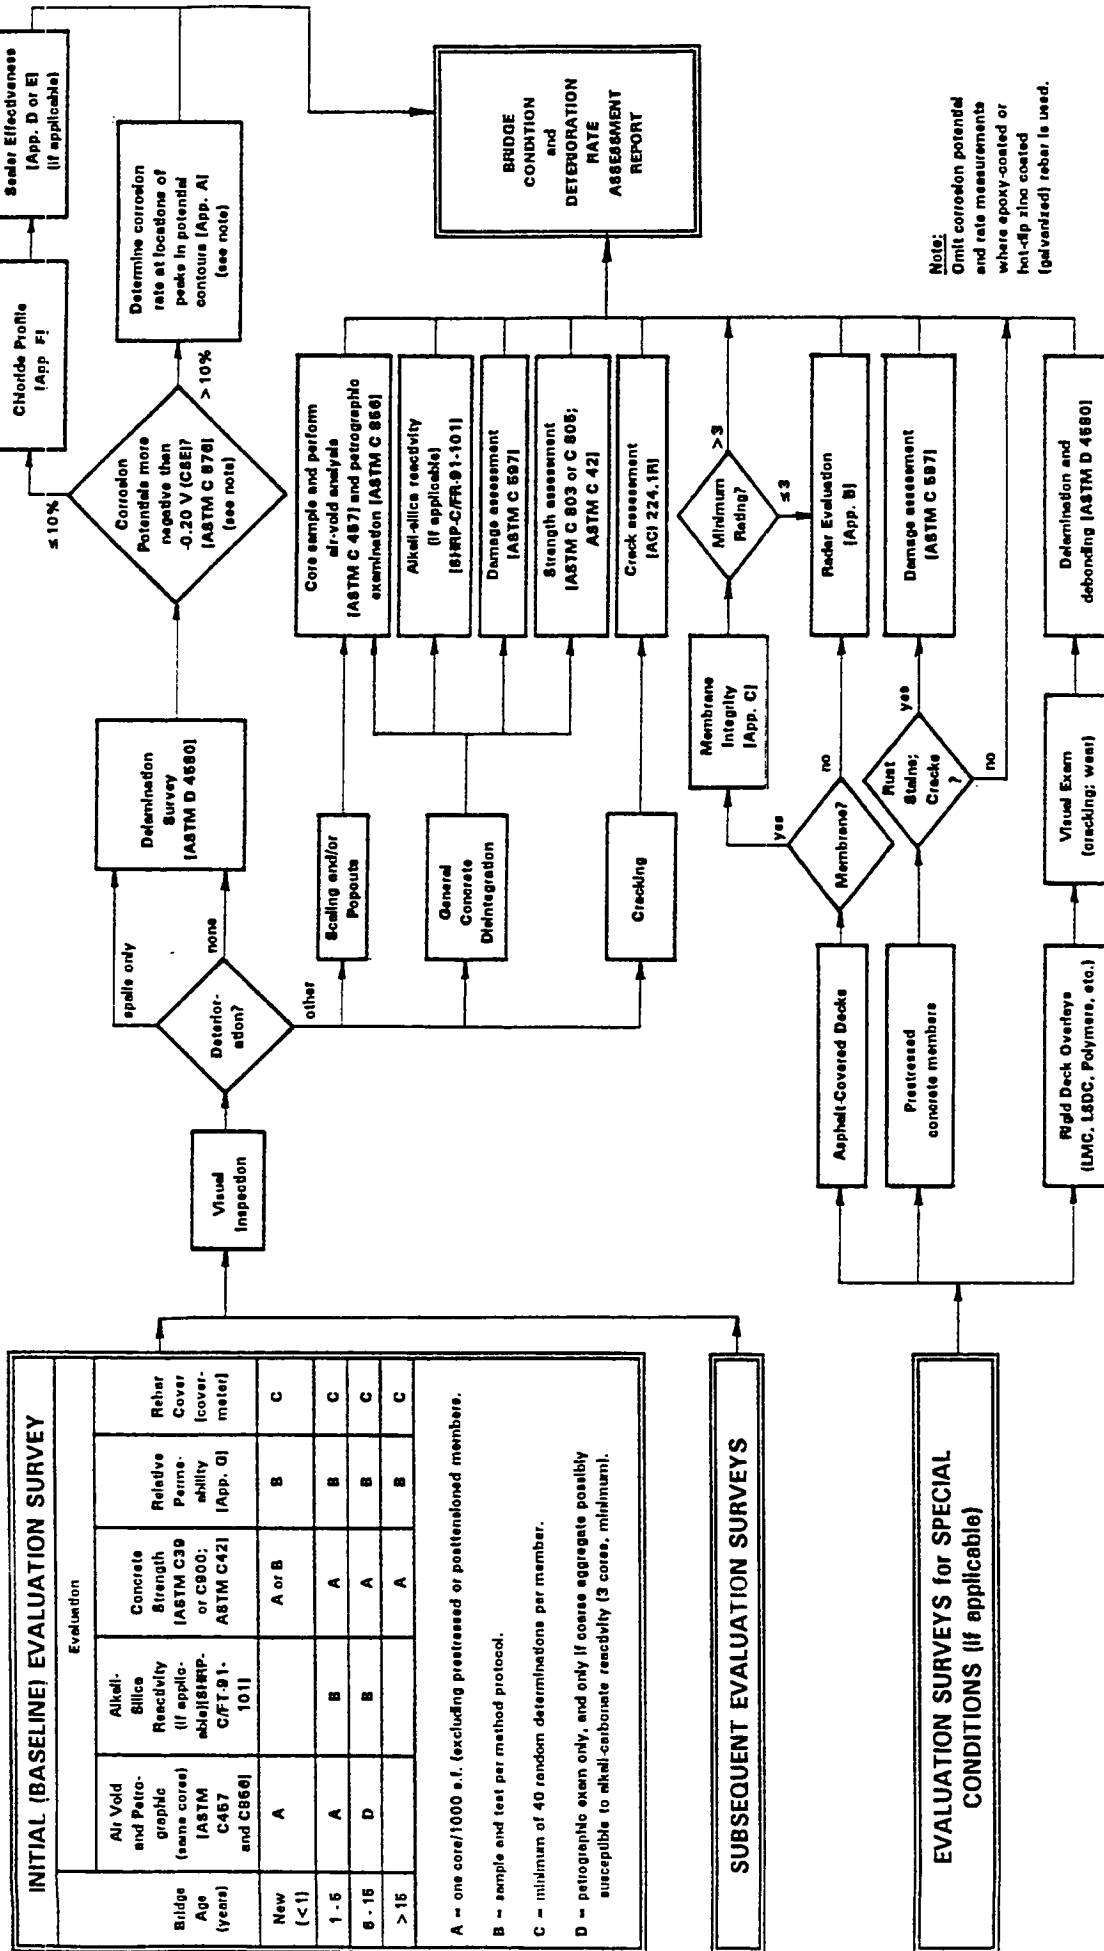 INITIAL (BASELINE) EVALUATION SURVEY
Evaluation
Bridge
Age
(years)
Air Void
and Petro-
graphic
(same cores)
[ASTM
C457
and C856]
Alkali-
Silica
Reactivity
(if applic-
able)[SHRP-
C/FT-91-
101]
Concrete
Strength
[ASTM C39
or C900;
ASTM C42]
Relative
Perme-
ability
[App. G]
Rebar
Cover
[cover-
meter]
New
(<1)
A
A or B
B
C
1 - 5
A
B
A
B
C
6 - 15
D
B
A
B
C
> 15
A
B
C
A -- one core/1000 s.f. (excluding prestressed or posttensioned members.
B -- sample and test per method protocol.
C -- minimum of 40 random determinations per member.
D -- petrographic exam only, and only if coarse aggregate possibly
susceptible to alkali-carbonate reactivity (3 cores, minimum).
SUBSEQUENT EVALUATION SURVEYS
EVALUATION SURVEYS for SPECIAL
CONDITIONS (if applicable)
Visual
Inspection
Deterior-
ation?
spalls only
none
other
Delamination
Survey
[ASTM D 4580]
Corrosion
Potentials more
negative than
-0.20 V (CSE)?
[ASTM C 876]
(see note)
≤ 10%
> 10%
Chloride Profile
[App F]
Sealer Effectiveness
[App. D or E]
(if applicable)
Determine corrosion
rate at locations of
peaks in potential
contours [App. A]
(see note)
Scaling and/or
Popouts
General
Concrete
Disintegration
Cracking
Core sample and perform
air-void analysis
[ASTM C 457] and petrographic
examination [ASTM C 856]
Alkali-silica reactivity
(if applicable)
[SHRP-C/FR-91-101]
Damage assessment
[ASTM C 597]
Strength assessment
[ASTM C 803 or C 805;
ASTM C 42]
Crack assessment
[ACI 224.1R]
BRIDGE
CONDITION
and
DETERIORATION
RATE
ASSESSMENT
REPORT
Asphalt-Covered Decks
Membrane?
yes
no
Membrane
Integrity
[App. C]
Minimum
Rating?
> 3
≤ 3
Radar Evaluation
[App. B]
Prestressed
concrete members
Rust
Stains;
Cracks
?
yes
no
Damage assessment
[ASTM C 597]
Rigid Deck Overlays
(LMC, LSDC, Polymers, etc.)
Visual Exam
(cracking; wear)
Delamination and
debonding [ASTM D 4580]
Note:
Omit corrosion potential
and rate measurements
where epoxy-coated or
hot-dip zinc coated
(galvanized) rebar is used.